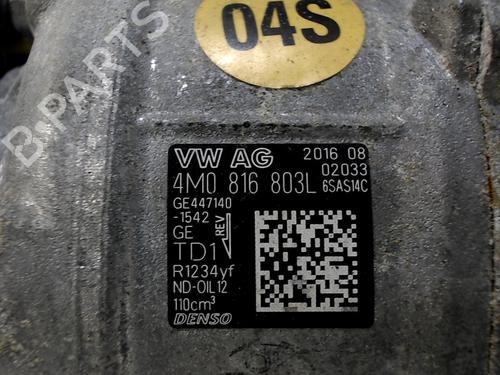 04S
B-PARTS
VW AG 2016 08
02033
4M0 816 803L 6SAS14C
GE447140
-1542
GE REV
TD1
R1234yf
ND-OIL12
110cm³
DENSO